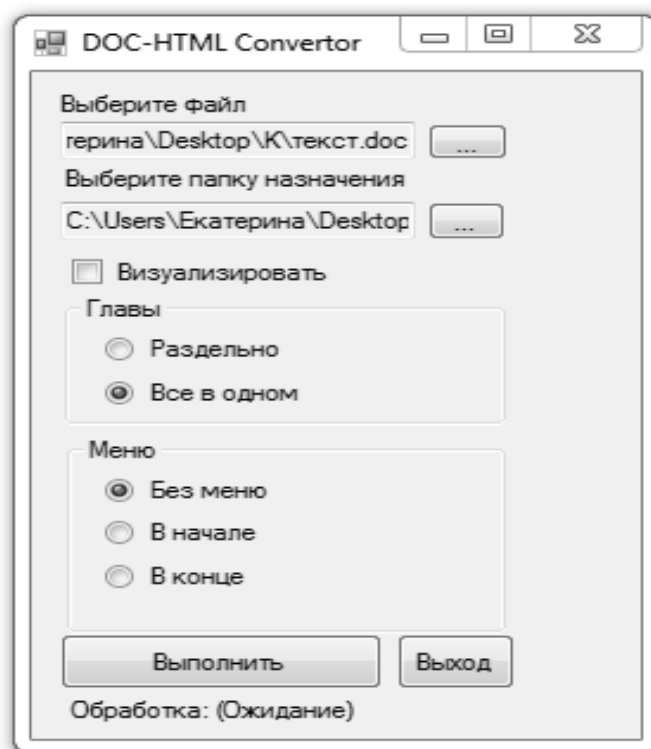 DOC-HTML Convertor
Выберите файл
герина\Desktop\К\текст.doc
...
Выберите папку назначения
C:\Users\Екатерина\Desktop
...
Визуализировать
Главы
Раздельно
Все в одном
Меню
Без меню
В начале
В конце
Выполнить
Выход
Обработка: (Ожидание)